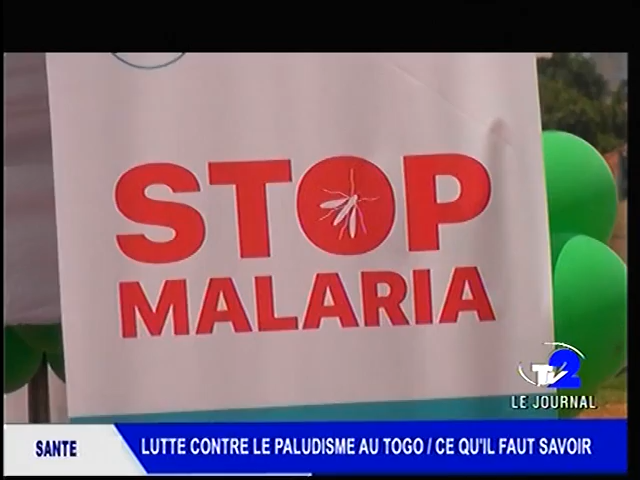 STOP
MALARIA
TV2
LE JOURNAL
SANTE
LUTTE CONTRE LE PALUDISME AU TOGO / CE QU'IL FAUT SAVOIR